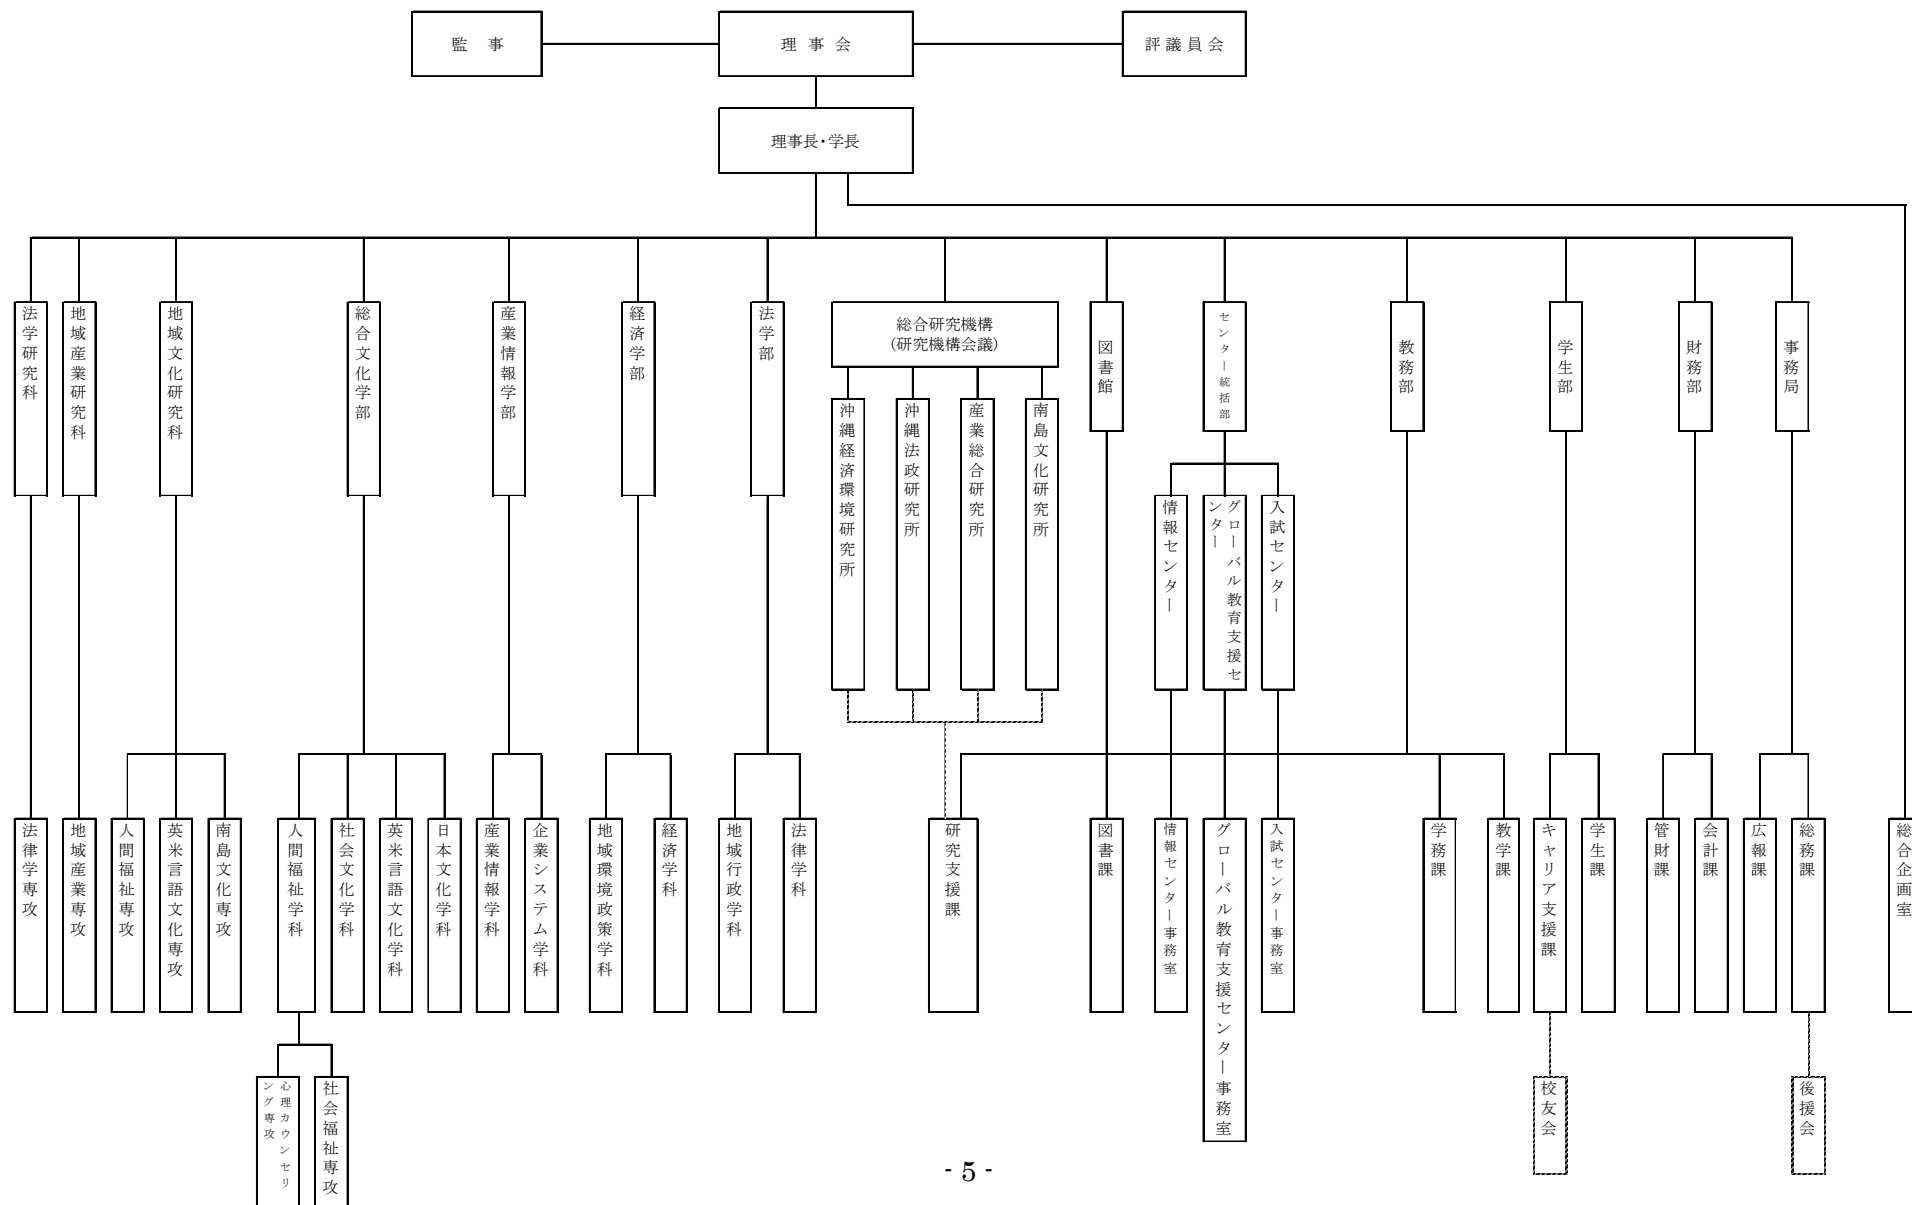 監 事
理 事 会
評 議 員 会
理事長・学長
法学研究科
地域産業研究科
地域文化研究科
総合文化学部
産業情報学部
経済学部
法学部
総合研究機構
(研究機構会議)
図書館
センター統括部
教務部
学生部
財務部
事務局
沖縄経済環境研究所
沖縄法政研究所
産業総合研究所
南島文化研究所
情報センター
グローバル教育支援セ
ンター
入試センター
法律学専攻
地域産業専攻
人間福祉専攻
英米言語文化専攻
南島文化専攻
人間福祉学科
社会文化学科
英米言語文化学科
日本文化学科
産業情報学科
企業システム学科
地域環境政策学科
経済学科
地域行政学科
法律学科
研究支援課
図書課
情報センター事務室
グローバル教育支援センター事務室
入試センター事務室
学務課
教学課
キャリア支援課
学生課
管財課
会計課
広報課
総務課
総合企画室
心理カウンセリ
ング専攻
社会福祉専攻
校友会
後援会
- 5 -